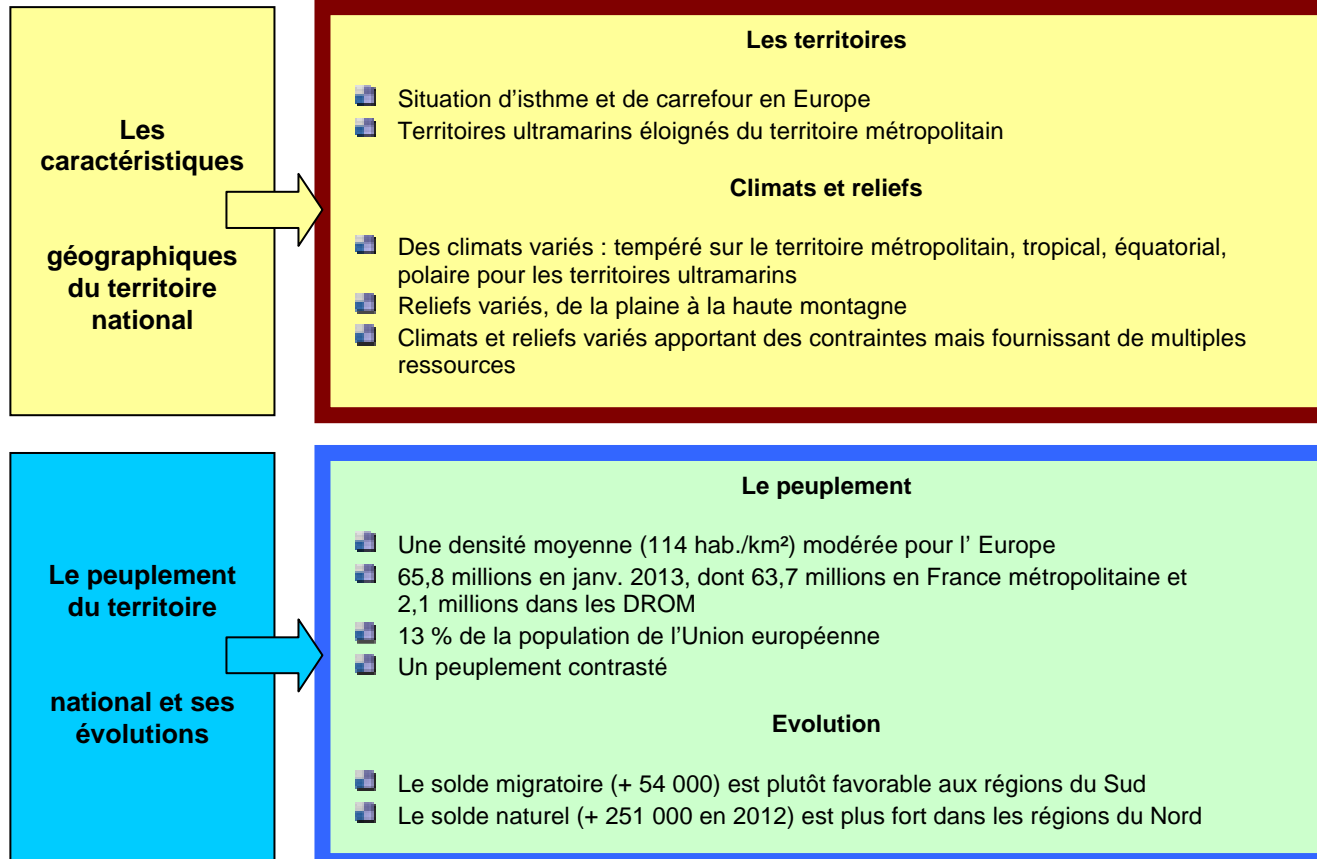 Les
caractéristiques
géographiques
du territoire
national
Les territoires
Situation d'isthme et de carrefour en Europe
Territoires ultramarins éloignés du territoire métropolitain
Climats et reliefs
Des climats variés : tempéré sur le territoire métropolitain, tropical, équatorial,
polaire pour les territoires ultramarins
Reliefs variés, de la plaine à la haute montagne
Climats et reliefs variés apportant des contraintes mais fournissant de multiples
ressources
Le peuplement
du territoire
national et ses
évolutions
Le peuplement
Une densité moyenne (114 hab./km²) modérée pour l' Europe
65,8 millions en janv. 2013, dont 63,7 millions en France métropolitaine et
2,1 millions dans les DROM
13 % de la population de l'Union européenne
Un peuplement contrasté
Evolution
Le solde migratoire (+ 54 000) est plutôt favorable aux régions du Sud
Le solde naturel (+ 251 000 en 2012) est plus fort dans les régions du Nord